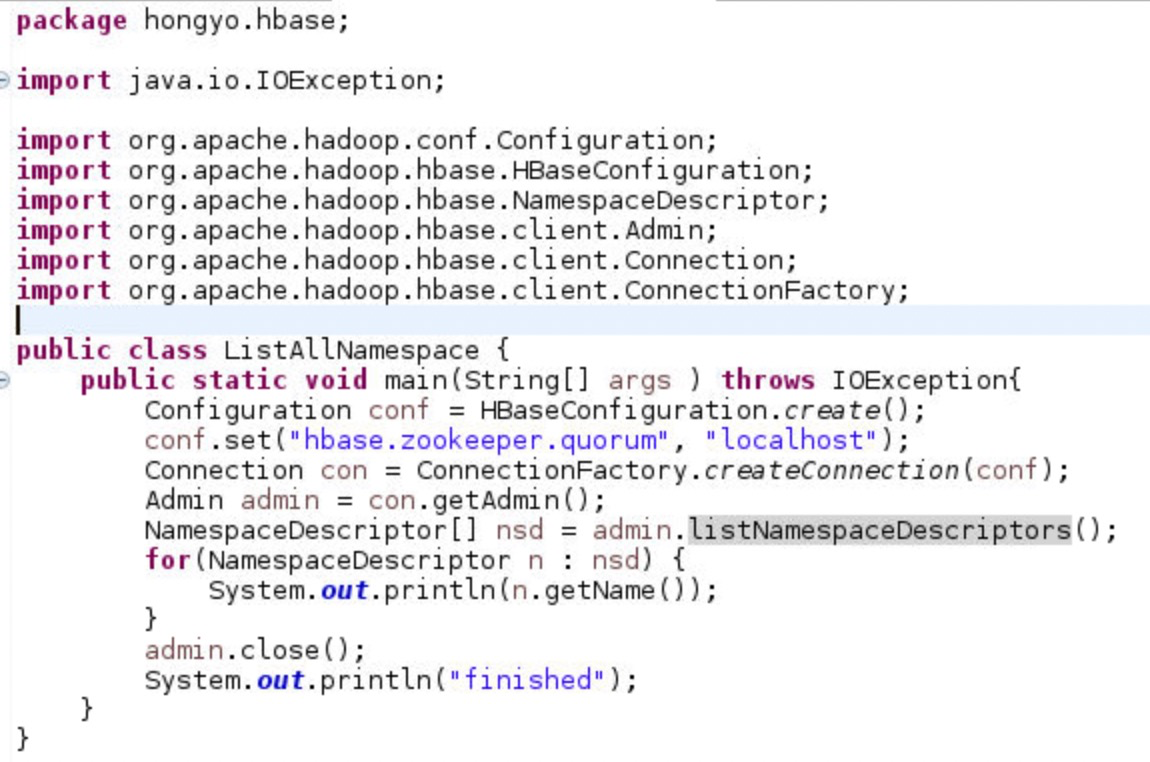 package hongyo.hbase;
import java.io.IOException;
import org.apache.hadoop.conf.Configuration;
import org.apache.hadoop.hbase.HBaseConfiguration;
import org.apache.hadoop.hbase.NamespaceDescriptor;
import org.apache.hadoop.hbase.client.Admin;
import org.apache.hadoop.hbase.client.Connection;
import org.apache.hadoop.hbase.client.ConnectionFactory;
public class ListAllNamespace {
    public static void main(String[] args ) throws IOException{
        Configuration conf = HBaseConfiguration.create();
        conf.set("hbase.zookeeper.quorum", "localhost");
        Connection con = ConnectionFactory.createConnection(conf);
        Admin admin = con.getAdmin();
        NamespaceDescriptor[] nsd = admin.listNamespaceDescriptors();
        for(NamespaceDescriptor n : nsd) {
            System.out.println(n.getName());
        }
        admin.close();
        System.out.println("finished");
    }
}